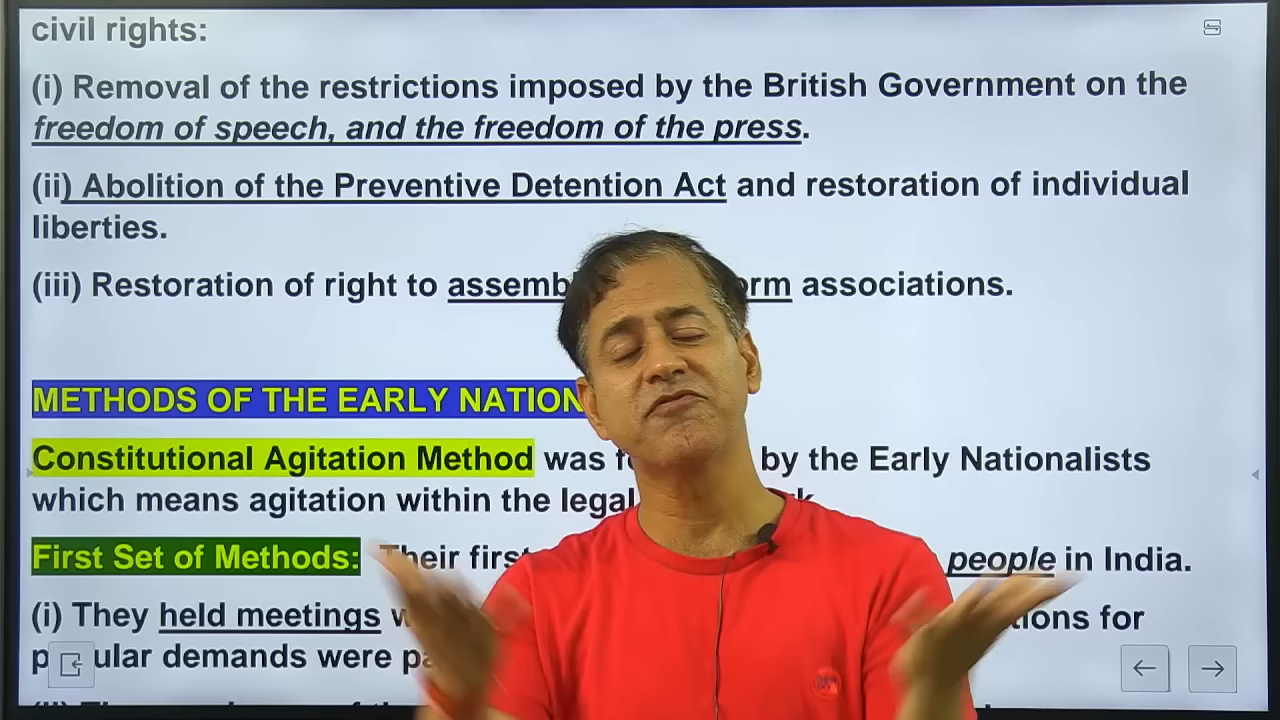 civil rights:
(i) Removal of the restrictions imposed by the British Government on the
freedom of speech, and the freedom of the press.
(ii) Abolition of the Preventive Detention Act and restoration of individual
liberties.
(iii) Restoration of right to assemb orm associations.
METHODS OF THE EARLY NATION
Constitutional Agitation Method was by the Early Nationalists
which means agitation within the legal
First Set of Methods: Their first people in India.
(i) They held meetings tions for
demands were